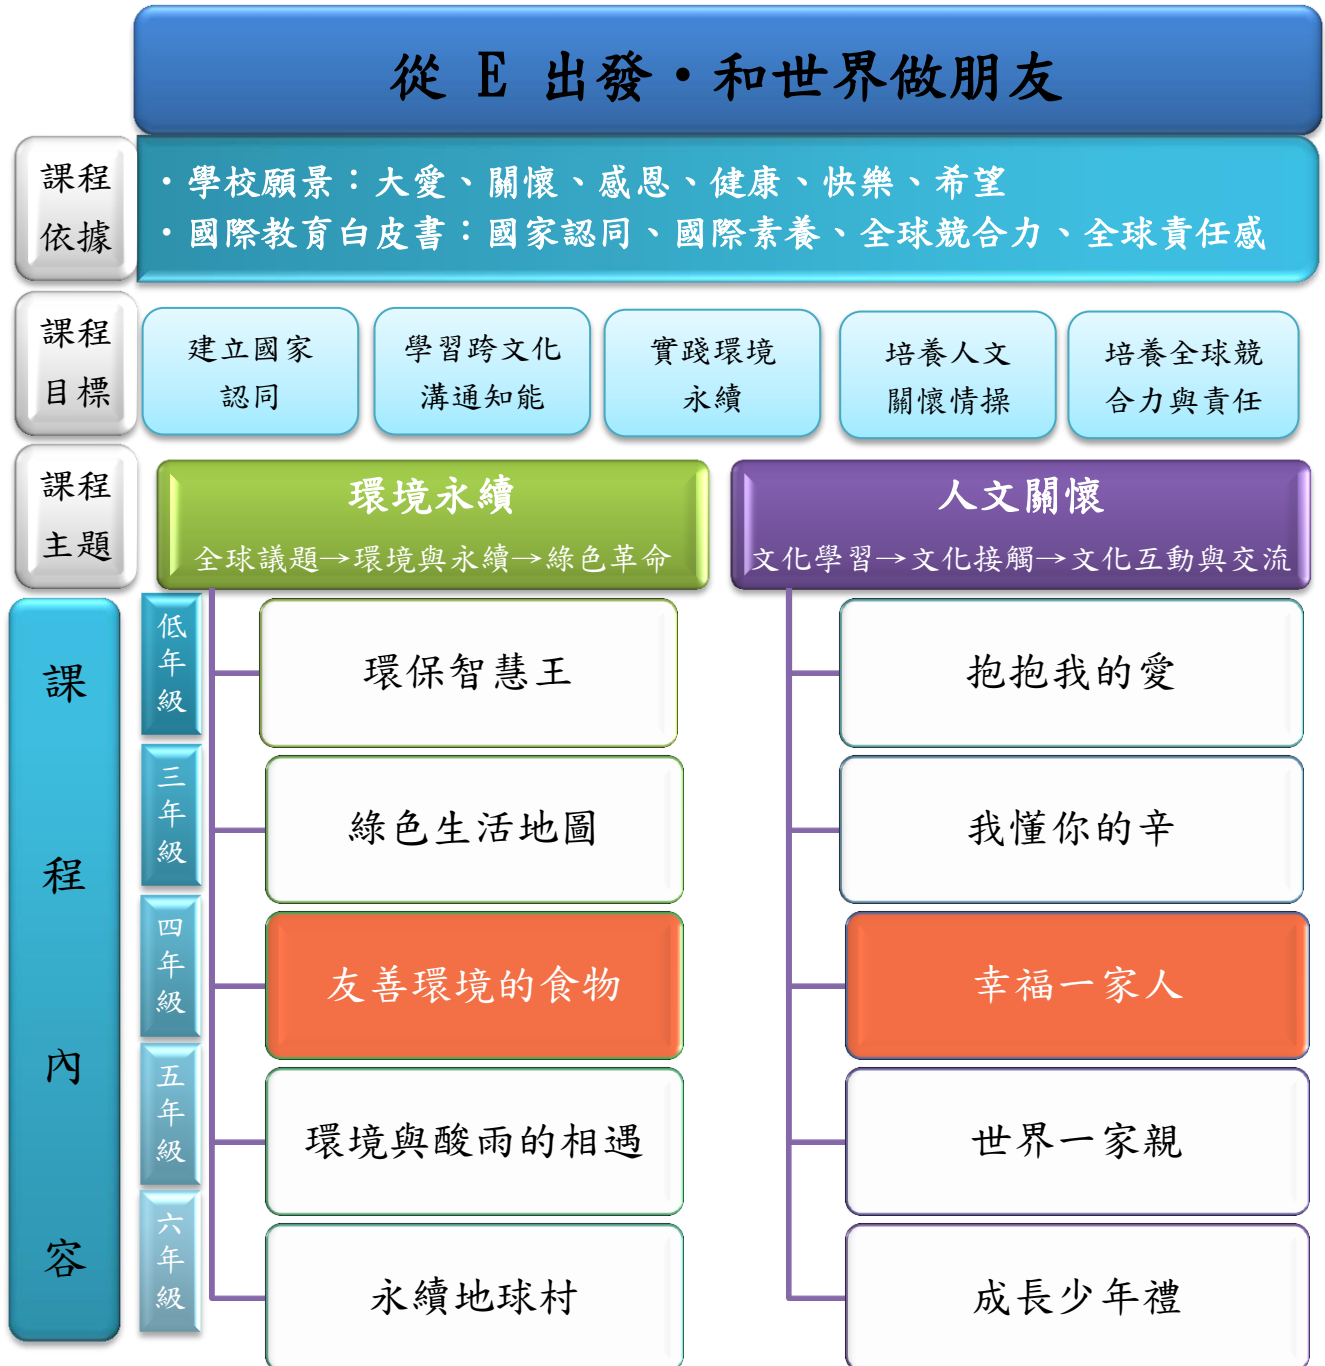 從 E 出發・和世界做朋友
課程
依據
・學校願景：大愛、關懷、感恩、健康、快樂、希望
・國際教育白皮書：國家認同、國際素養、全球競合力、全球責任感
課程
目標
建立國家
認同
學習跨文化
溝通知能
實踐環境
永續
培養人文
關懷情操
培養全球競
合力與責任
課程
主題
環境永續
全球議題→環境與永續→綠色革命
人文關懷
文化學習→文化接觸→文化互動與交流
課程內容
低年級
環保智慧王
抱抱我的愛
三年級
綠色生活地圖
我懂你的辛
四年級
友善環境的食物
幸福一家人
五年級
環境與酸雨的相遇
世界一家親
六年級
永續地球村
成長少年禮